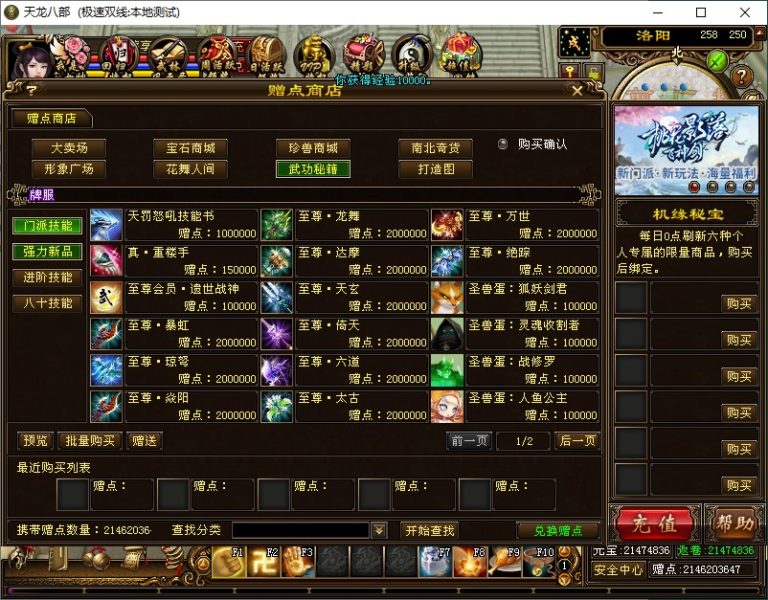 天龙八部 (极速双线:本地测试)
洛阳 258 250
北
你获得经验10000。
赠点商店
赠点商店
大卖场 宝石商城 珍兽商城 南北奇货 购买确认
形象广场 花舞人间 武功秘籍 打造图
牌服
门派技能
强力新品
进阶技能
八十技能
天罚怒吼技能书 赠点：1000000
至尊·龙舞 赠点：2000000
至尊·万世 赠点：2000000
真·重楼手 赠点：150000
至尊·达摩 赠点：2000000
至尊·绝踪 赠点：2000000
至尊会员·遗世战神 赠点：100000
至尊·天玄 赠点：2000000
圣兽蛋：狐妖剑君 赠点：100000
至尊·暴虹 赠点：2000000
至尊·倚天 赠点：2000000
圣兽蛋：灵魂收割者 赠点：100000
至尊·琼弩 赠点：2000000
至尊·六道 赠点：2000000
圣兽蛋：战修罗 赠点：100000
至尊·焱阳 赠点：2000000
至尊·太古 赠点：2000000
圣兽蛋：人鱼公主 赠点：100000
预览 批量购买 赠送 前一页 1/2 后一页
最近购买列表
赠点： 赠点： 赠点： 赠点： 赠点：
携带赠点数量：21462036 查找分类 开始查找 兑换赠点
桃花影落
新门派·新玩法·海量福利
机缘秘宝
每日0点刷新六种个
人专属的限量商品，购买
后绑定。
购买
购买
购买
购买
购买
购买
充值 帮助
F1 F2 F3 F7 F8 F9 F10
元宝:21474836
安全中心 赠点:2146203647